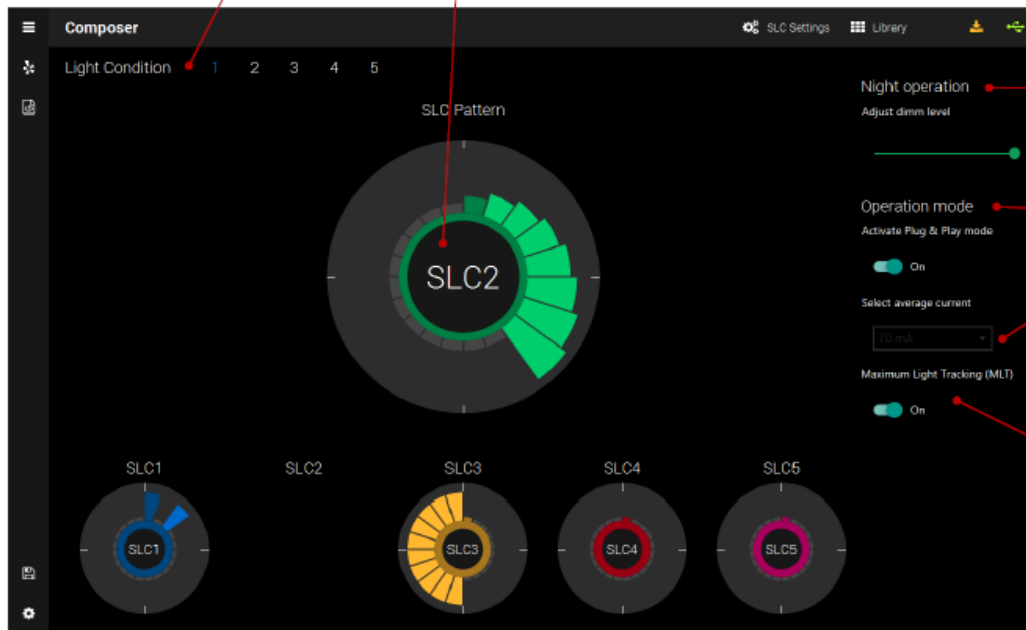 Composer
SLC Settings
Library
Light Condition 1 2 3 4 5
Night operation
Adjust dimm level
SLC Pattern
SLC2
Operation mode
Activate Plug & Play mode
On
Select average current
70 mA
Maximum Light Tracking (MLT)
On
SLC1 SLC2 SLC3 SLC4 SLC5
SLC1 SLC3 SLC4 SLC5